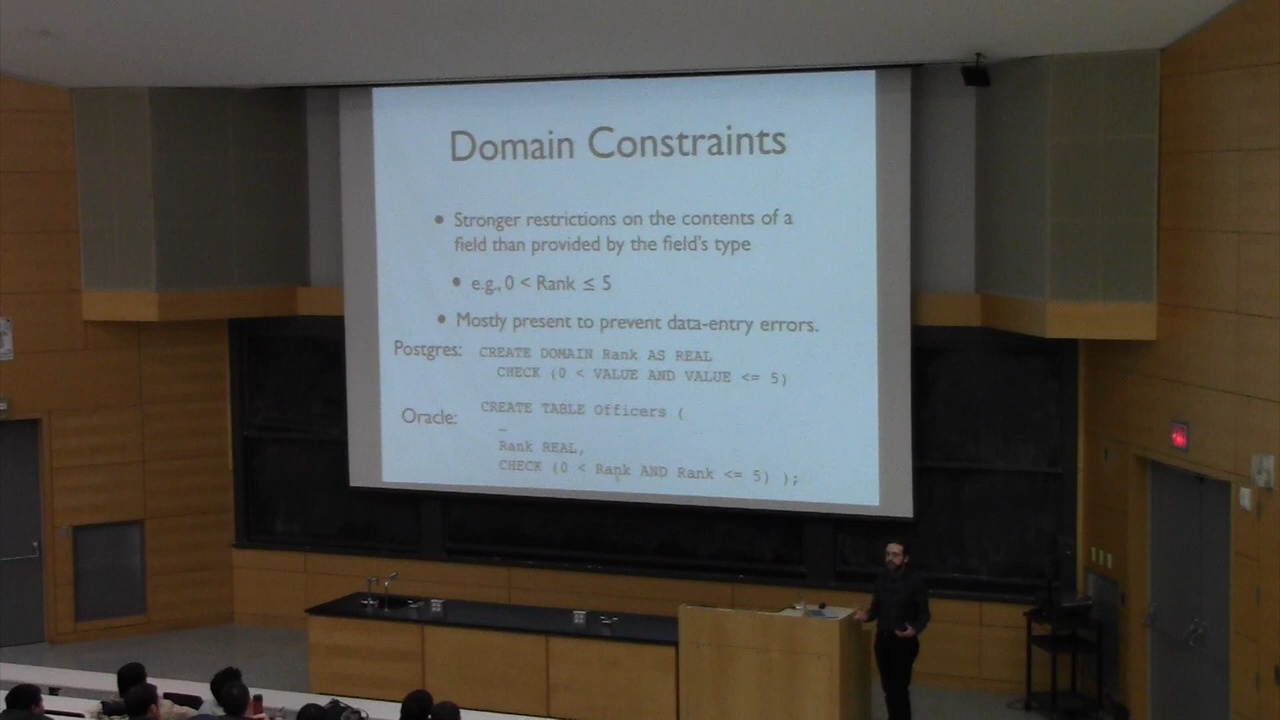 Domain Constraints
• Stronger restrictions on the contents of a
field than provided by the field's type
• e.g., 0 < Rank ≤ 5
• Mostly present to prevent data-entry errors.
Postgres: CREATE DOMAIN Rank AS REAL
CHECK (0 < VALUE AND VALUE <= 5)
Oracle: CREATE TABLE Officers (
…
Rank REAL,
CHECK (0 < Rank AND Rank <= 5) );